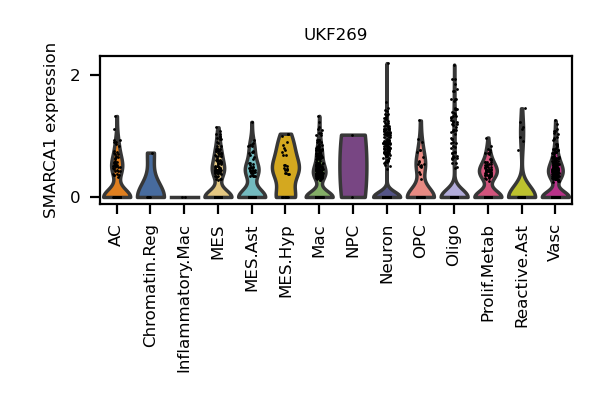 UKF269
SMARCA1 expression
2
0
AC
Chromatin.Reg
Inflammatory.Mac
MES
MES.Ast
MES.Hyp
Mac
NPC
Neuron
OPC
Oligo
Prolif.Metab
Reactive.Ast
Vasc